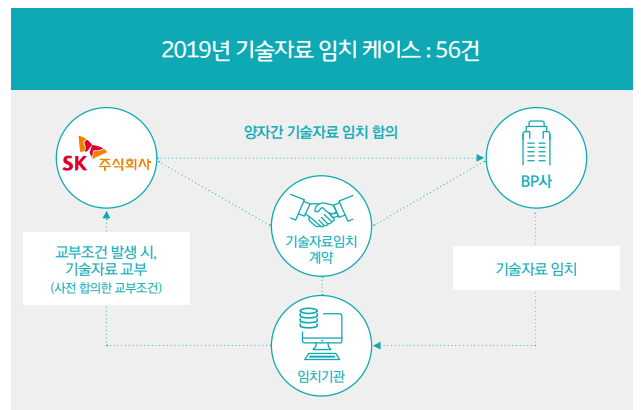 2019년 기술자료 임치 케이스 : 56건
양자간 기술자료 임치 합의
SK 주식회사
BP사
기술자료임치
계약
교부조건 발생 시,
기술자료 교부
(사전 합의한 교부조건)
기술자료 임치
임치기관